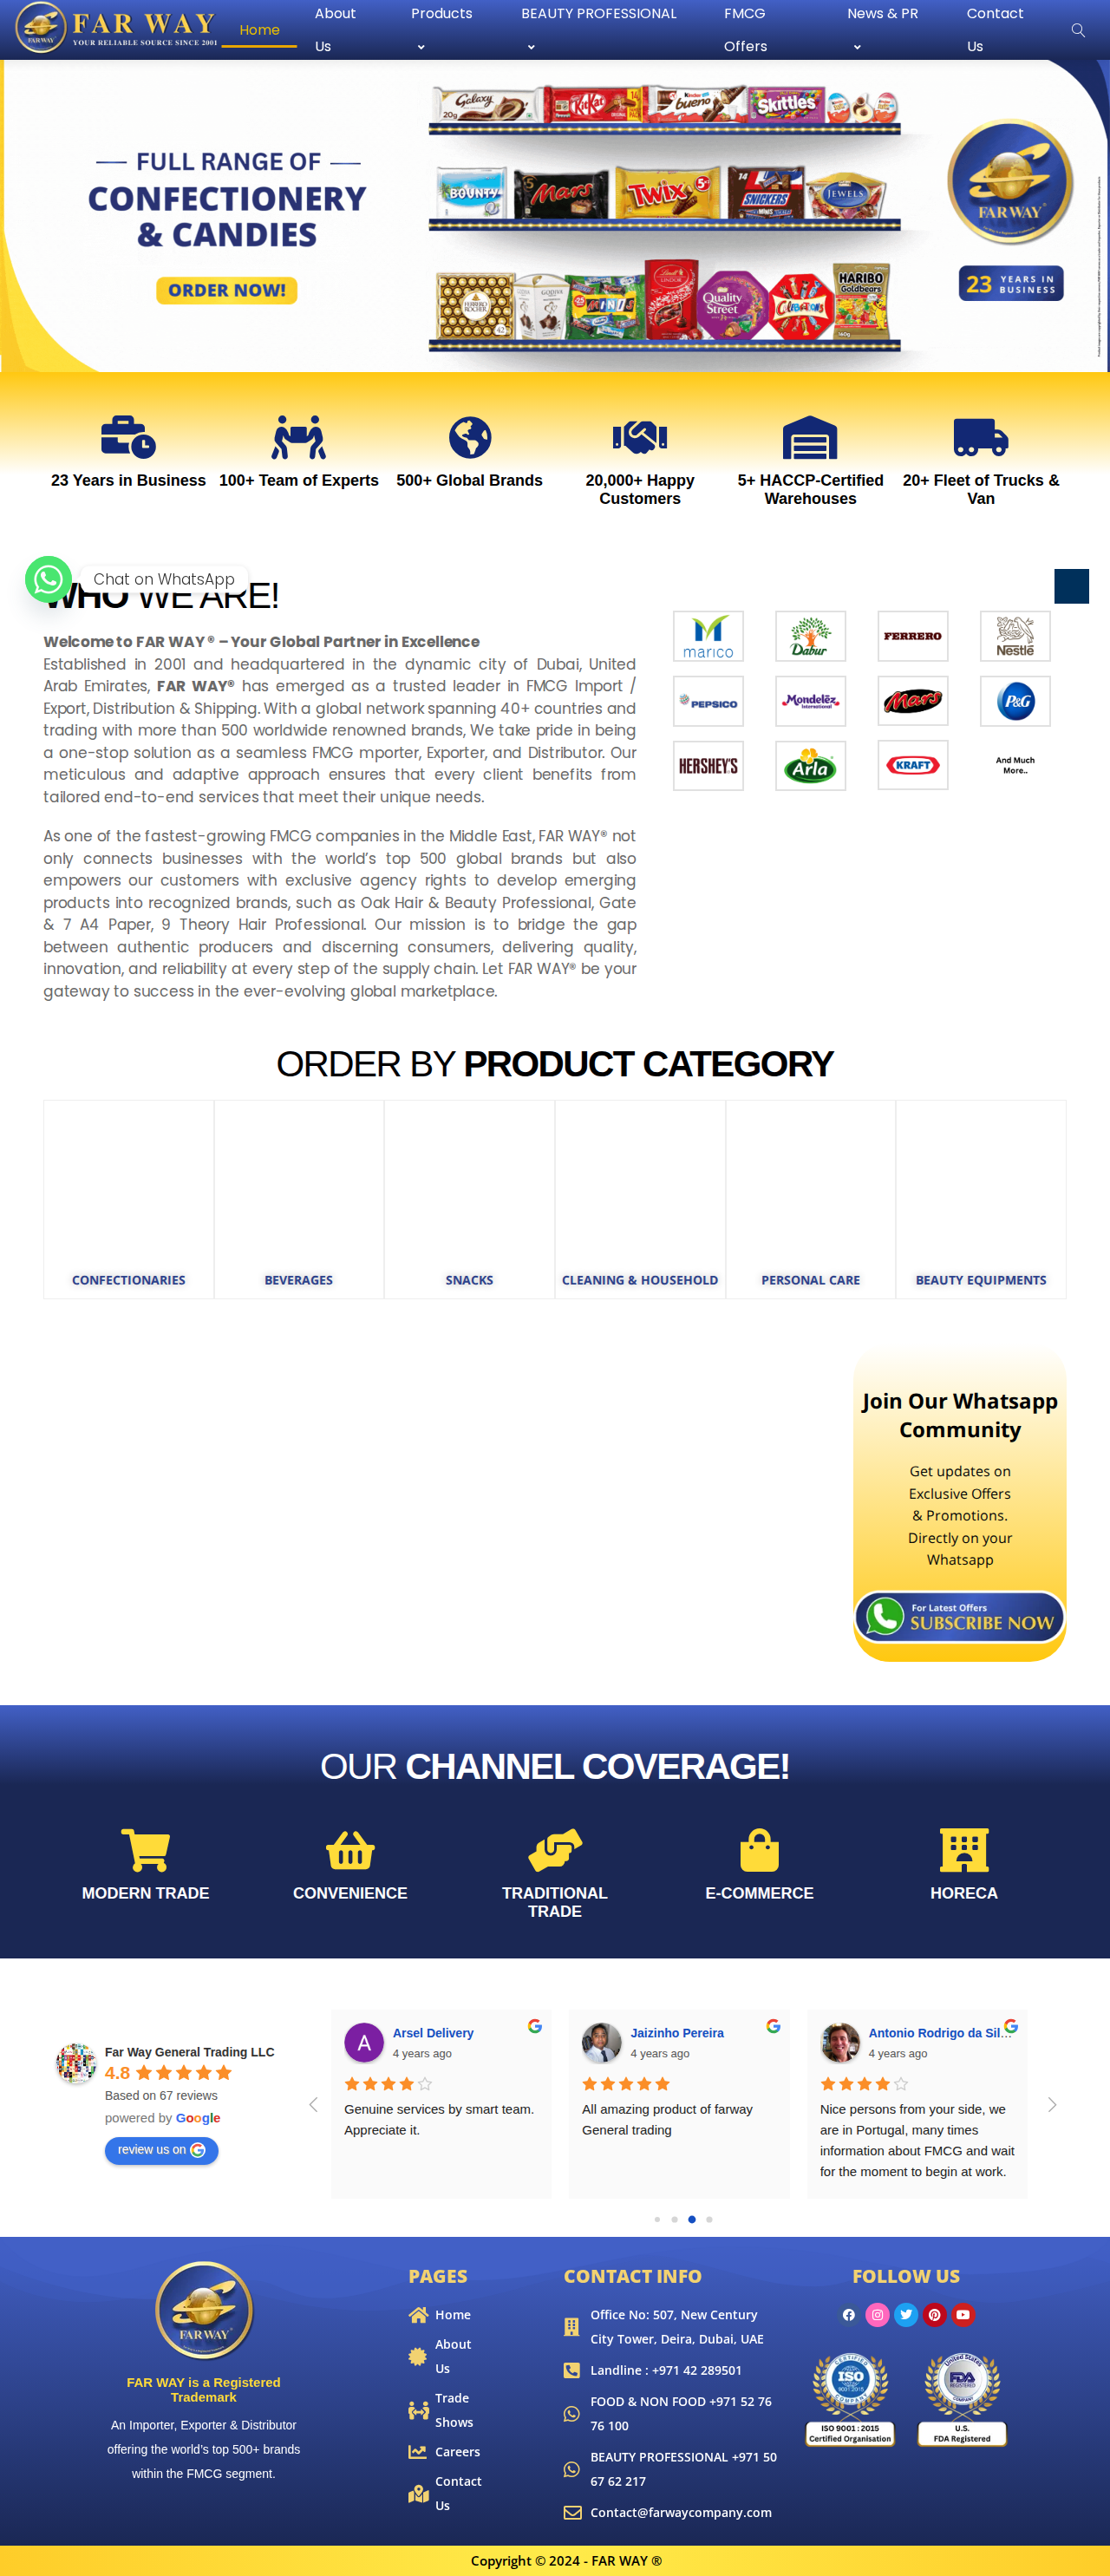 FAR WAY
YOUR RELIABLE SOURCE SINCE 2001
Home
About Us
Products
BEAUTY PROFESSIONAL
FMCG Offers
News & PR
Contact Us
FULL RANGE OF
CONFECTIONERY
& CANDIES
ORDER NOW!
Galaxy
KitKat
Kinder bueno
Skittles
BOUNTY
Mars
TWIX
SNICKERS
JEWELS
FERRERO ROCHER
GODIVA
MINI
LINDOR
Quality Street
Celebrations
HARIBO
Goldbears
FARWAY
23 YEARS IN BUSINESS
23 Years in Business
100+ Team of Experts
500+ Global Brands
20,000+ Happy
Customers
5+ HACCP-Certified
Warehouses
20+ Fleet of Trucks &
Van
Chat on WhatsApp
WHO WE ARE!
Welcome to FAR WAY ® – Your Global Partner in Excellence
Established in 2001 and headquartered in the dynamic city of Dubai, United
Arab Emirates, FAR WAY® has emerged as a trusted leader in FMCG Import /
Export, Distribution & Shipping. With a global network spanning 40+ countries and
trading with more than 500 worldwide renowned brands, We take pride in being
a one-stop solution as a seamless FMCG mporter, Exporter, and Distributor. Our
meticulous and adaptive approach ensures that every client benefits from
tailored end-to-end services that meet their unique needs.
As one of the fastest-growing FMCG companies in the Middle East, FAR WAY® not
only connects businesses with the world’s top 500 global brands but also
empowers our customers with exclusive agency rights to develop emerging
products into recognized brands, such as Oak Hair & Beauty Professional, Gate
& 7 A4 Paper, 9 Theory Hair Professional. Our mission is to bridge the gap
between authentic producers and discerning consumers, delivering quality,
innovation, and reliability at every step of the supply chain. Let FAR WAY® be your
gateway to success in the ever-evolving global marketplace.
marico
Dabur
FERRERO
Nestlé
PEPSICO
Mondelēz
International
Mars
P&G
HERSHEY'S
Arla
KRAFT
And Much
More..
ORDER BY PRODUCT CATEGORY
CONFECTIONARIES
BEVERAGES
SNACKS
CLEANING & HOUSEHOLD
PERSONAL CARE
BEAUTY EQUIPMENTS
Join Our Whatsapp
Community
Get updates on
Exclusive Offers
& Promotions.
Directly on your
Whatsapp
For Latest Offers
SUBSCRIBE NOW
OUR CHANNEL COVERAGE!
MODERN TRADE
CONVENIENCE
TRADITIONAL
TRADE
E-COMMERCE
HORECA
Far Way General Trading LLC
4.8
Based on 67 reviews
powered by Google
review us on
A
Arsel Delivery
4 years ago
Genuine services by smart team.
Appreciate it.
Jaizinho Pereira
4 years ago
All amazing product of farway
General trading
Antonio Rodrigo da Sil...
4 years ago
Nice persons from your side, we
are in Portugal, many times
information about FMCG and wait
for the moment to begin at work.
FARWAY
FAR WAY is a Registered
Trademark
An Importer, Exporter & Distributor
offering the world’s top 500+ brands
within the FMCG segment.
PAGES
Home
About
Us
Trade
Shows
Careers
Contact
Us
CONTACT INFO
Office No: 507, New Century
City Tower, Deira, Dubai, UAE
Landline : +971 42 289501
FOOD & NON FOOD +971 52 76
76 100
BEAUTY PROFESSIONAL +971 50
67 62 217
Contact@farwaycompany.com
FOLLOW US
CERTIFIED
ISO
9001:2015
COMPANY
ISO 9001 : 2015
Certified Organisation
United States
FDA
REGISTERED
COMPANY
U.S.
FDA Registered
Copyright © 2024 - FAR WAY ®